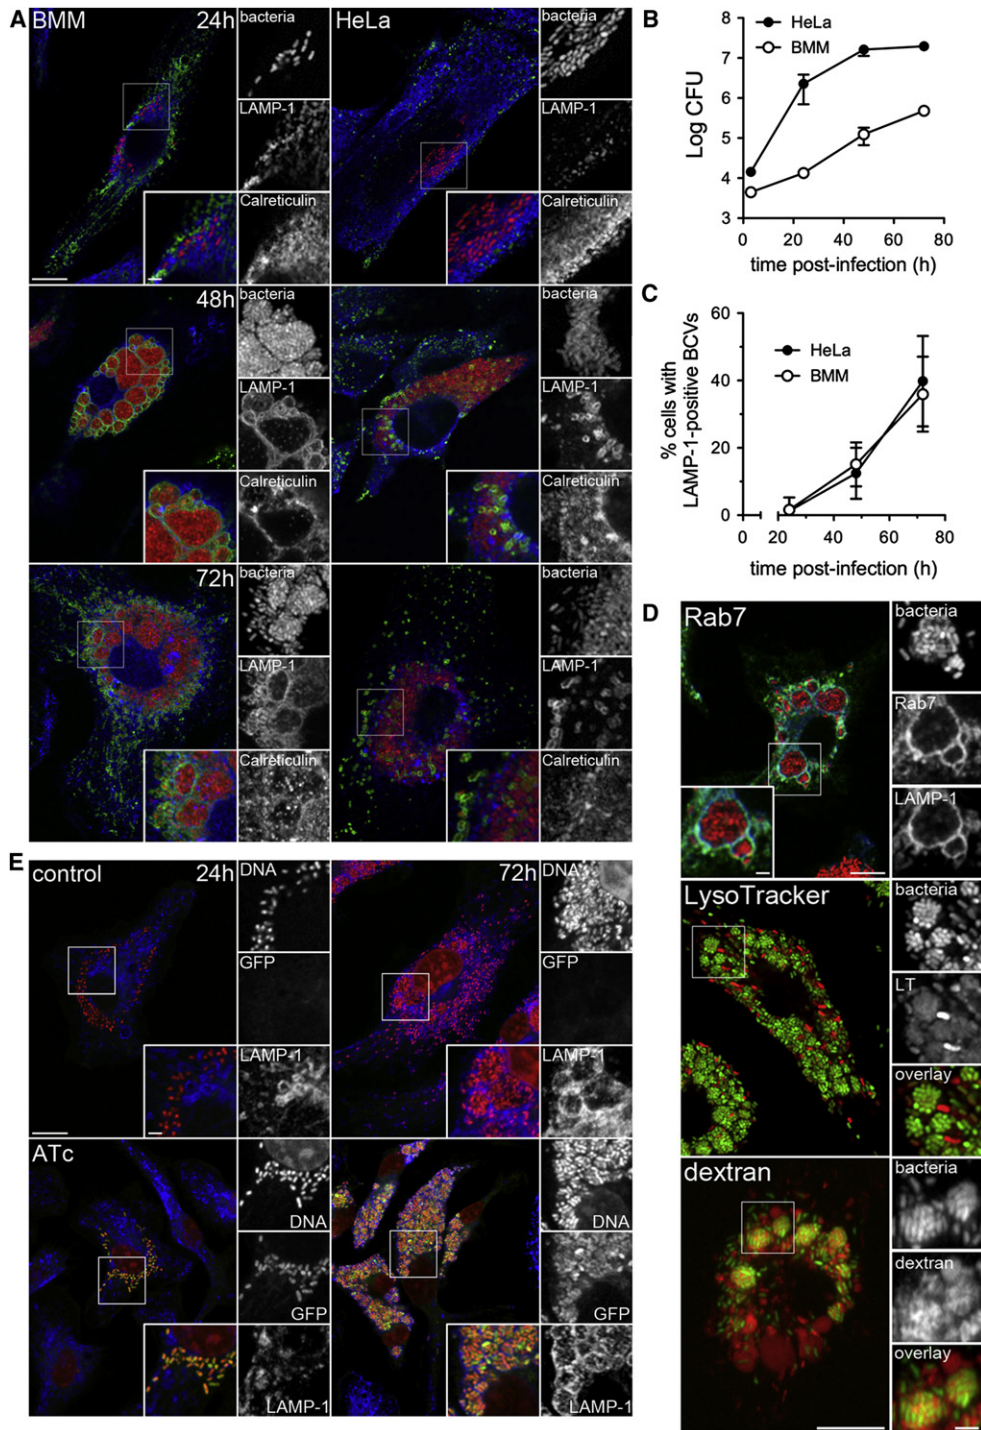 A
BMM
24h
bacteria
LAMP-1
Calreticulin
HeLa
bacteria
LAMP-1
Calreticulin
48h
bacteria
LAMP-1
Calreticulin
bacteria
LAMP-1
Calreticulin
72h
bacteria
LAMP-1
Calreticulin
bacteria
LAMP-1
Calreticulin
B
HeLa
BMM
Log CFU
8
7
6
5
4
3
0 20 40 60 80
time post-infection (h)
C
HeLa
BMM
% cells with
LAMP-1-positive BCVs
60
40
20
0
0 20 40 60 80
time post-infection (h)
D
Rab7
bacteria
Rab7
LAMP-1
LysoTracker
bacteria
LT
overlay
dextran
bacteria
dextran
overlay
E
control
24h
DNA
GFP
LAMP-1
72h
DNA
GFP
LAMP-1
ATc
DNA
GFP
LAMP-1
DNA
GFP
LAMP-1